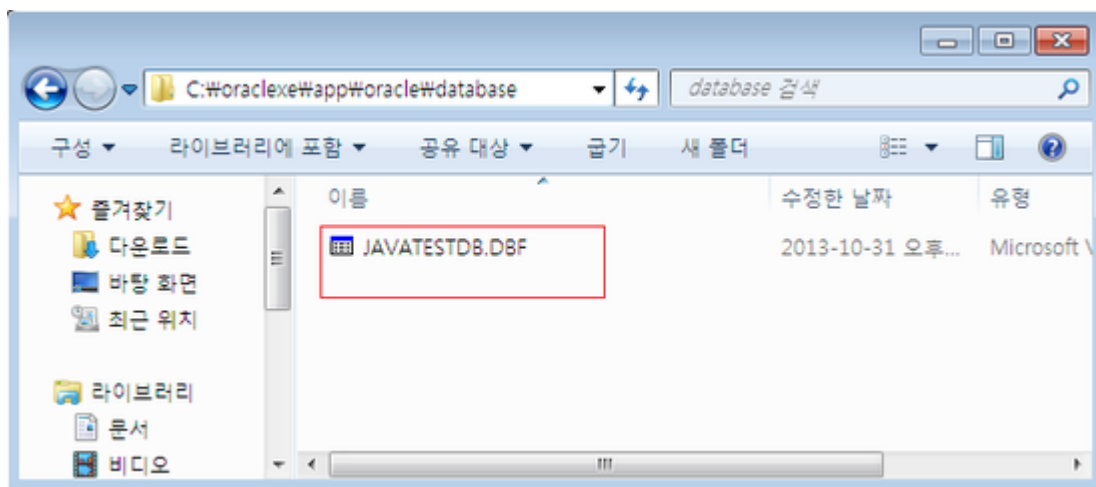 C:₩oraclexe₩app₩oracle₩database
database 검색
구성 라이브러리에 포함 공유 대상 굽기 새 폴더
이름 수정한 날짜 유형
즐겨찾기
다운로드
바탕 화면
최근 위치
라이브러리
문서
비디오
JAVATESTDB.DBF 2013-10-31 오후... Microsoft V